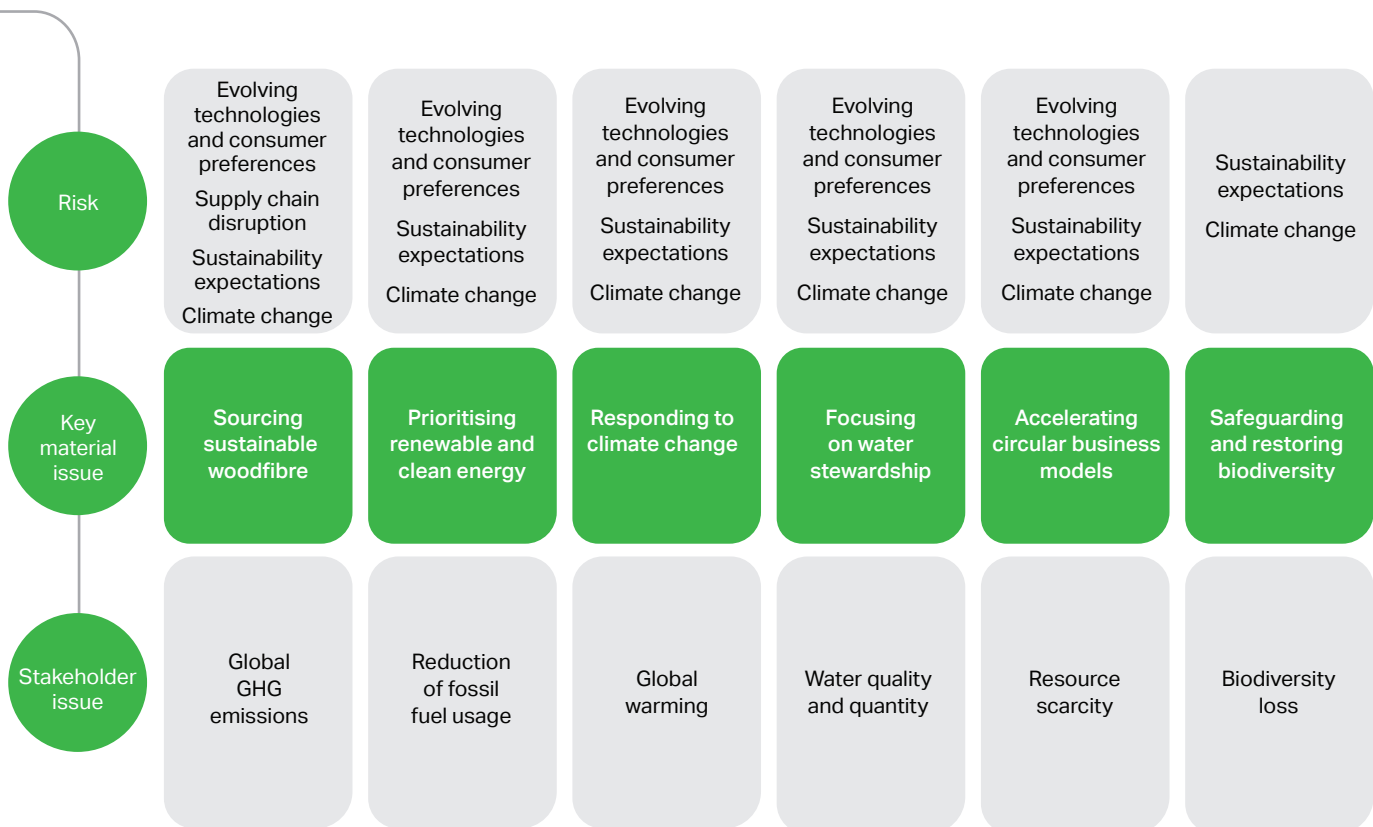 Risk
Evolving
technologies
and consumer
preferences
Supply chain
disruption
Sustainability
expectations
Climate change
Evolving
technologies
and consumer
preferences
Sustainability
expectations
Climate change
Evolving
technologies
and consumer
preferences
Sustainability
expectations
Climate change
Evolving
technologies
and consumer
preferences
Sustainability
expectations
Climate change
Evolving
technologies
and consumer
preferences
Sustainability
expectations
Climate change
Sustainability
expectations
Climate change
Key
material
issue
Sourcing
sustainable
woodfibre
Prioritising
renewable and
clean energy
Responding to
climate change
Focusing
on water
stewardship
Accelerating
circular business
models
Safeguarding
and restoring
biodiversity
Stakeholder
issue
Global
GHG
emissions
Reduction
of fossil
fuel usage
Global
warming
Water quality
and quantity
Resource
scarcity
Biodiversity
loss